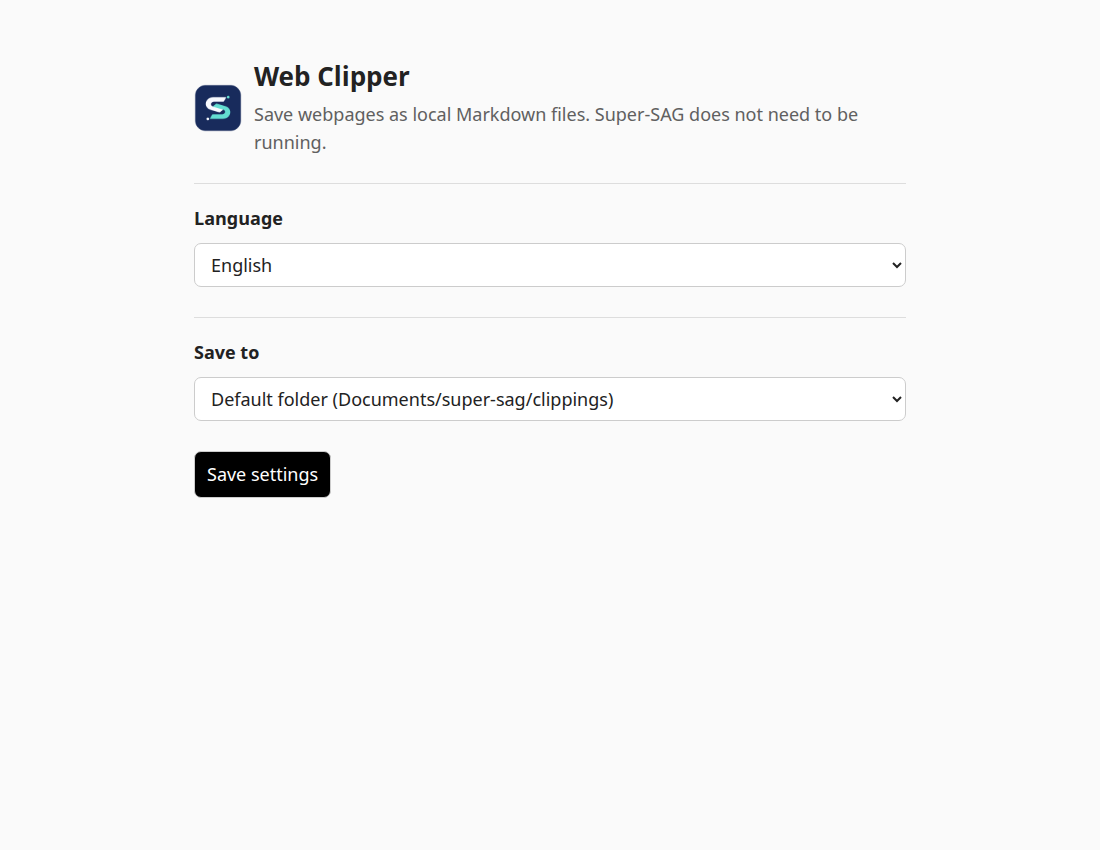 Web Clipper
Save webpages as local Markdown files. Super-SAG does not need to be
running.
Language
English
Save to
Default folder (Documents/super-sag/clippings)
Save settings